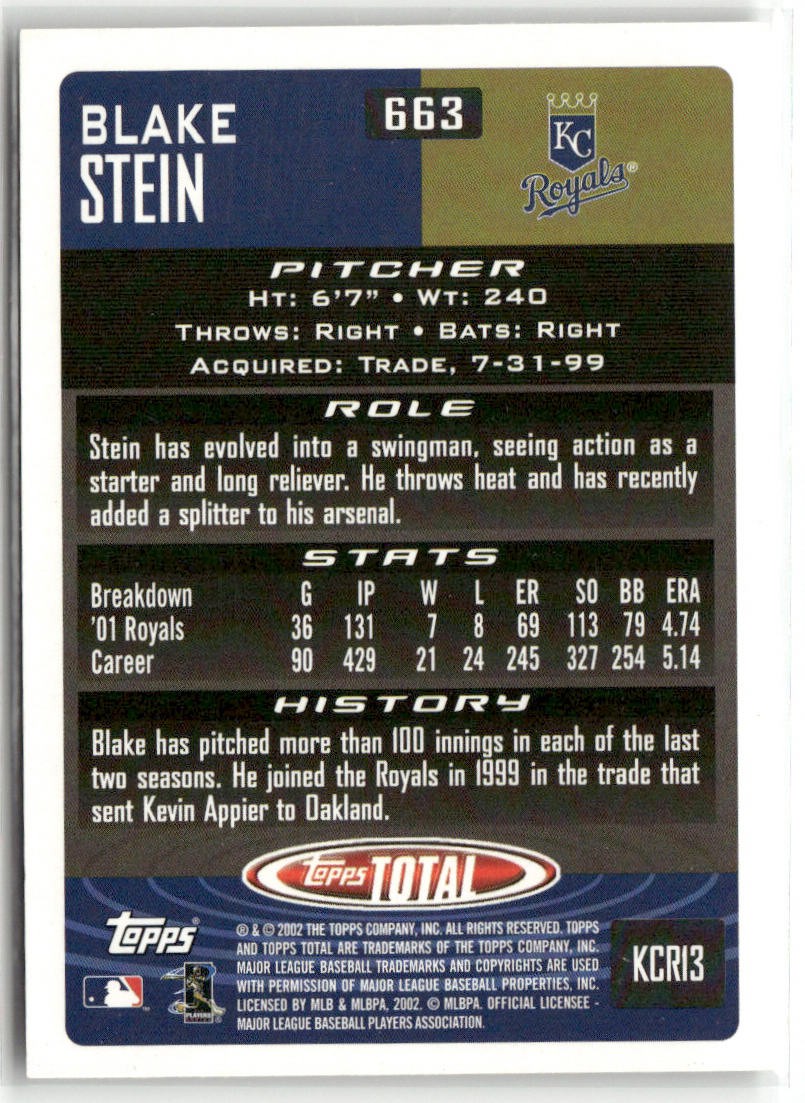 BLAKE
STEIN
663
KC
Royals®
PITCHER
HT: 6'7" • WT: 240
THROWS: RIGHT • BATS: RIGHT
ACQUIRED: TRADE, 7-31-99
ROLE
Stein has evolved into a swingman, seeing action as a
starter and long reliever. He throws heat and has recently
added a splitter to his arsenal.
STATS
Breakdown G IP W L ER SO BB ERA
'01 Royals 36 131 7 8 69 113 79 4.74
Career 90 429 21 24 245 327 254 5.14
HISTORY
Blake has pitched more than 100 innings in each of the last
two seasons. He joined the Royals in 1999 in the trade that
sent Kevin Appier to Oakland.
Topps TOTAL
Topps®
® & © 2002 THE TOPPS COMPANY, INC. ALL RIGHTS RESERVED. TOPPS
AND TOPPS TOTAL ARE TRADEMARKS OF THE TOPPS COMPANY, INC.
MAJOR LEAGUE BASEBALL TRADEMARKS AND COPYRIGHTS ARE USED
WITH PERMISSION OF MAJOR LEAGUE BASEBALL PROPERTIES, INC.
LICENSED BY MLB & MLBPA, 2002. © MLBPA. OFFICIAL LICENSEE -
MAJOR LEAGUE BASEBALL PLAYERS ASSOCIATION.
KCR13
PLAYERS